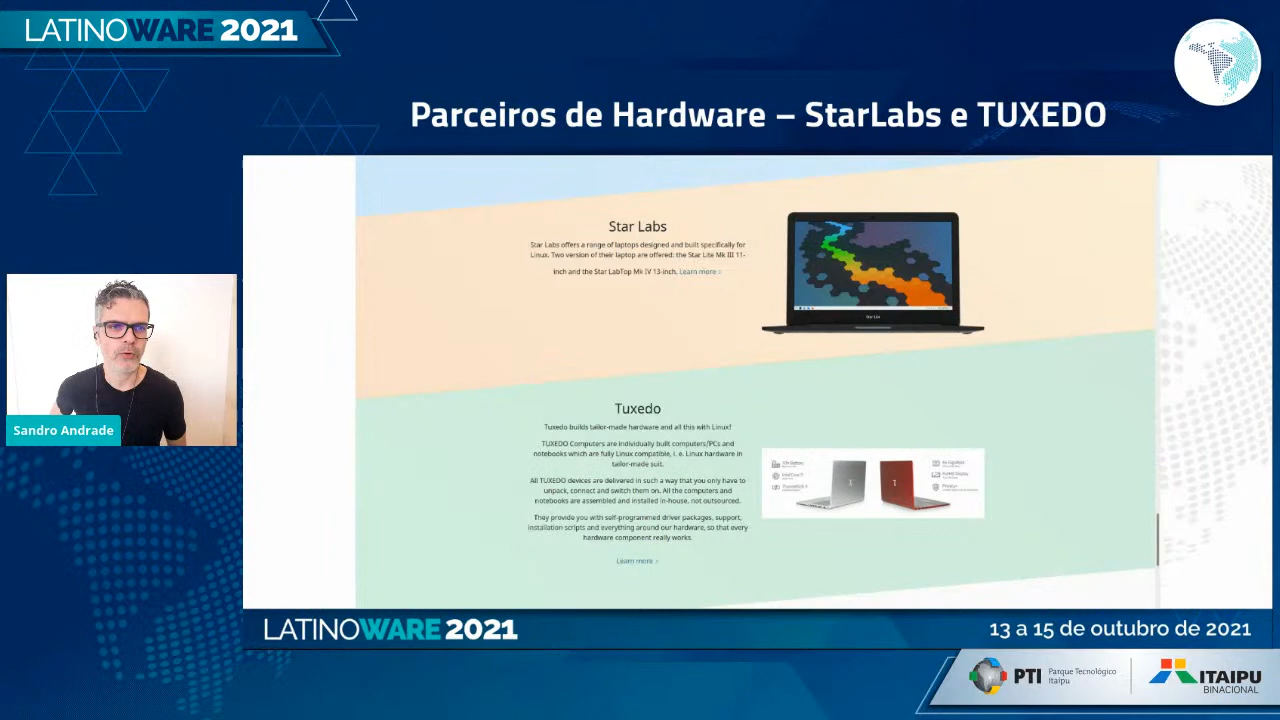 LATINOWARE 2021
Parceiros de Hardware – StarLabs e TUXEDO
Star Labs
Star Labs offers a range of laptops designed and built specifically for
Linux. Two version of their laptop are offered: the Star Lite Mk III 11-
inch and the Star LabTop Mk IV 13-inch. Learn more
Tuxedo
Tuxedo builds tailor-made hardware and all this with Linux!
TUXEDO Computers are individually built computers/PCs and
notebooks which are fully Linux compatible, i. e. Linux hardware in
tailor-made suit.
All TUXEDO devices are delivered in such a way that you only have to
unpack, connect and switch them on. All the computers and
notebooks are assembled and installed in-house, not outsourced.
They provide you with self-programmed driver packages, support,
installation scripts and everything around our hardware, so that every
hardware component really works.
Learn more
Sandro Andrade
LATINOWARE 2021
13 a 15 de outubro de 2021
PTI
Parque Tecnológico
Itaipu
ITAIPU
BINACIONAL